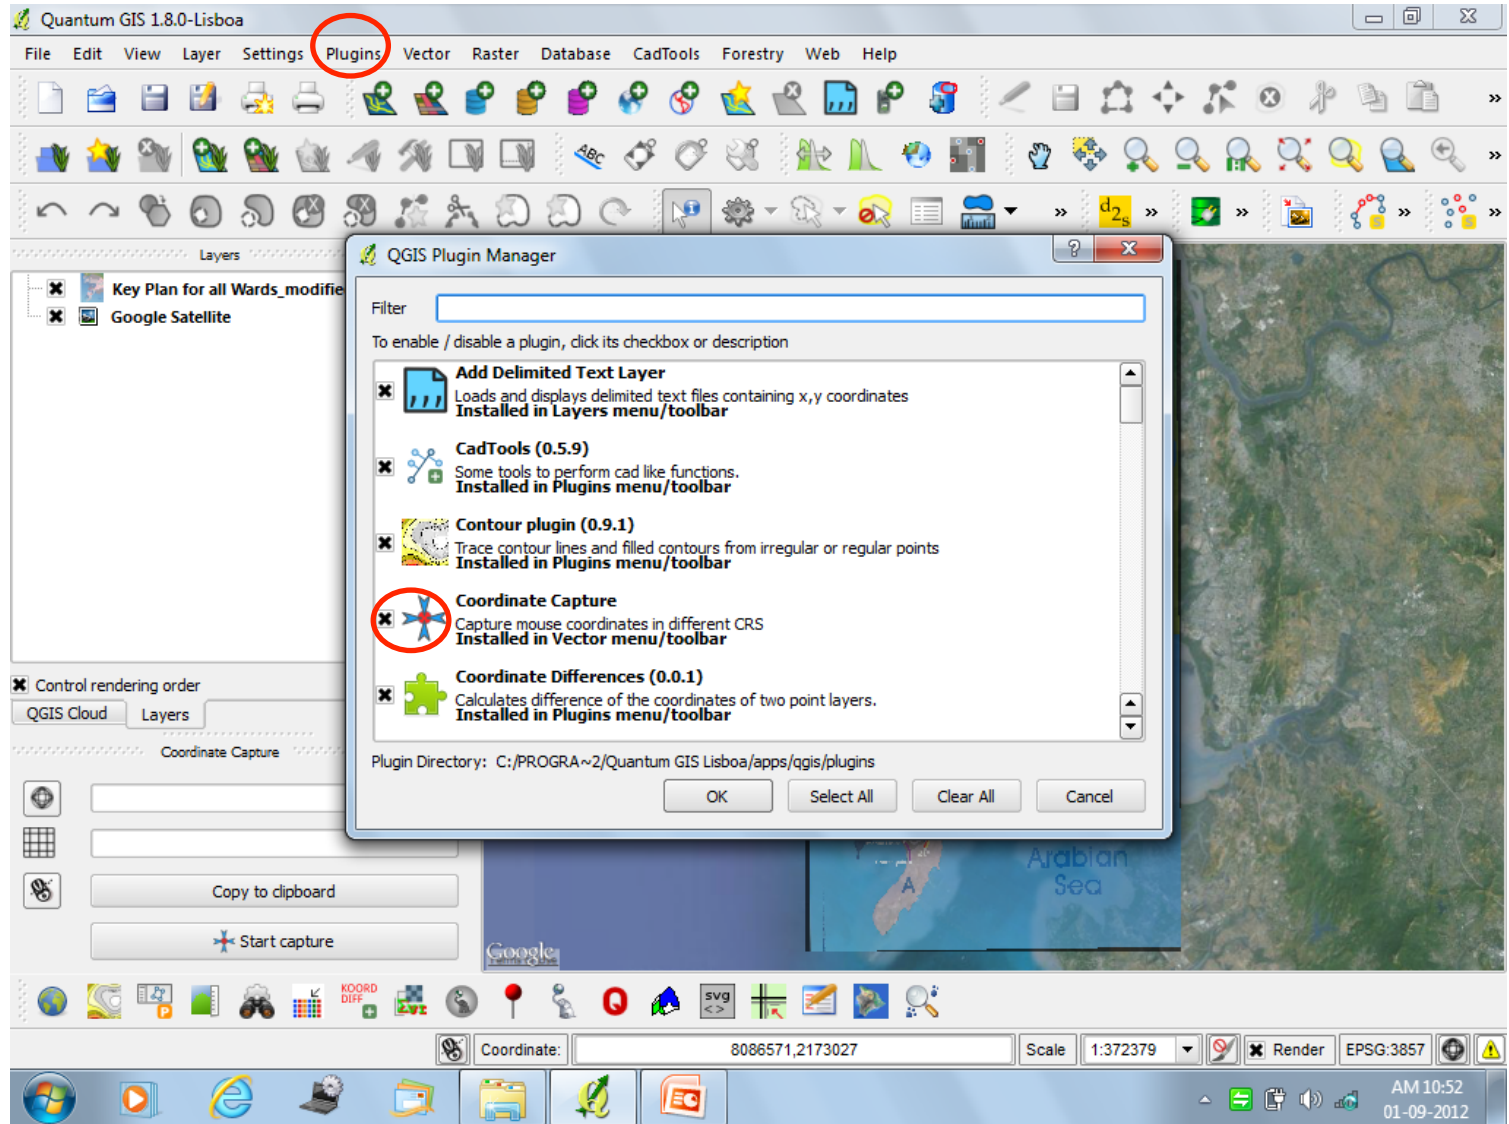 Quantum GIS 1.8.0-Lisboa
File Edit View Layer Settings Plugins Vector Raster Database CadTools Forestry Web Help
ABC
d2s
Layers
Key Plan for all Wards_modifie
Google Satellite
QGIS Plugin Manager
Filter
To enable / disable a plugin, click its checkbox or description
Add Delimited Text Layer
Loads and displays delimited text files containing x,y coordinates
Installed in Layers menu/toolbar
CadTools (0.5.9)
Some tools to perform cad like functions.
Installed in Plugins menu/toolbar
Contour plugin (0.9.1)
Trace contour lines and filled contours from irregular or regular points
Installed in Plugins menu/toolbar
Coordinate Capture
Capture mouse coordinates in different CRS
Installed in Vector menu/toolbar
Coordinate Differences (0.0.1)
Calculates difference of the coordinates of two point layers.
Installed in Plugins menu/toolbar
Plugin Directory: C:/PROGRA~2/Quantum GIS Lisboa/apps/qgis/plugins
OK Select All Clear All Cancel
Control rendering order
QGIS Cloud Layers
Coordinate Capture
Copy to clipboard
Start capture
Arabian
Sea
A
Google
KOORD
DIFF
svg
<>
Coordinate: 8086571,2173027 Scale 1:372379 Render EPSG:3857
AM 10:52
01-09-2012